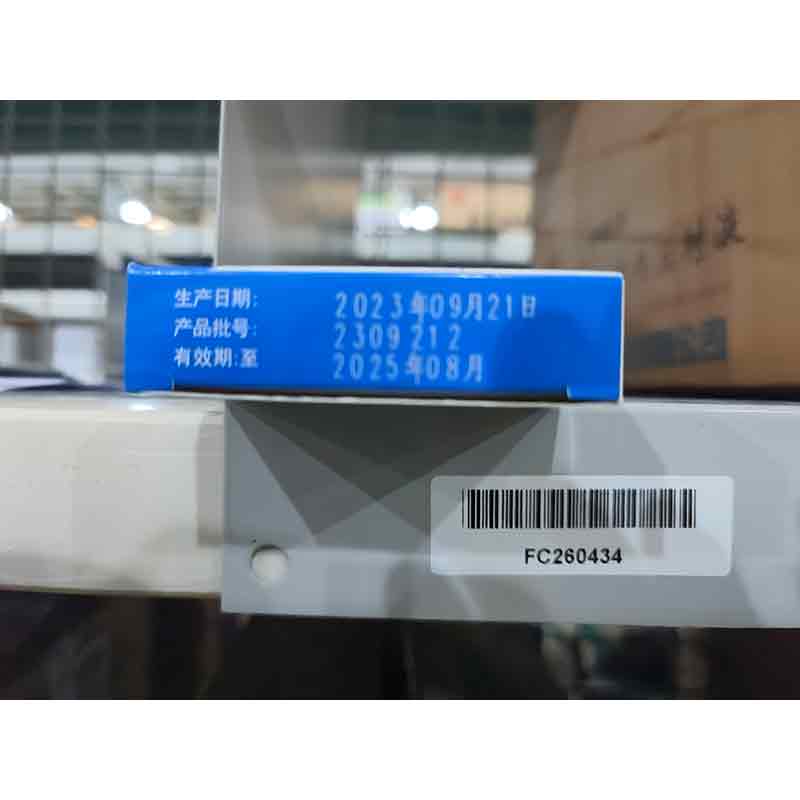 生产日期: 2023年09月21日
产品批号: 2309212
有效期:至 2025年08月
FC260434